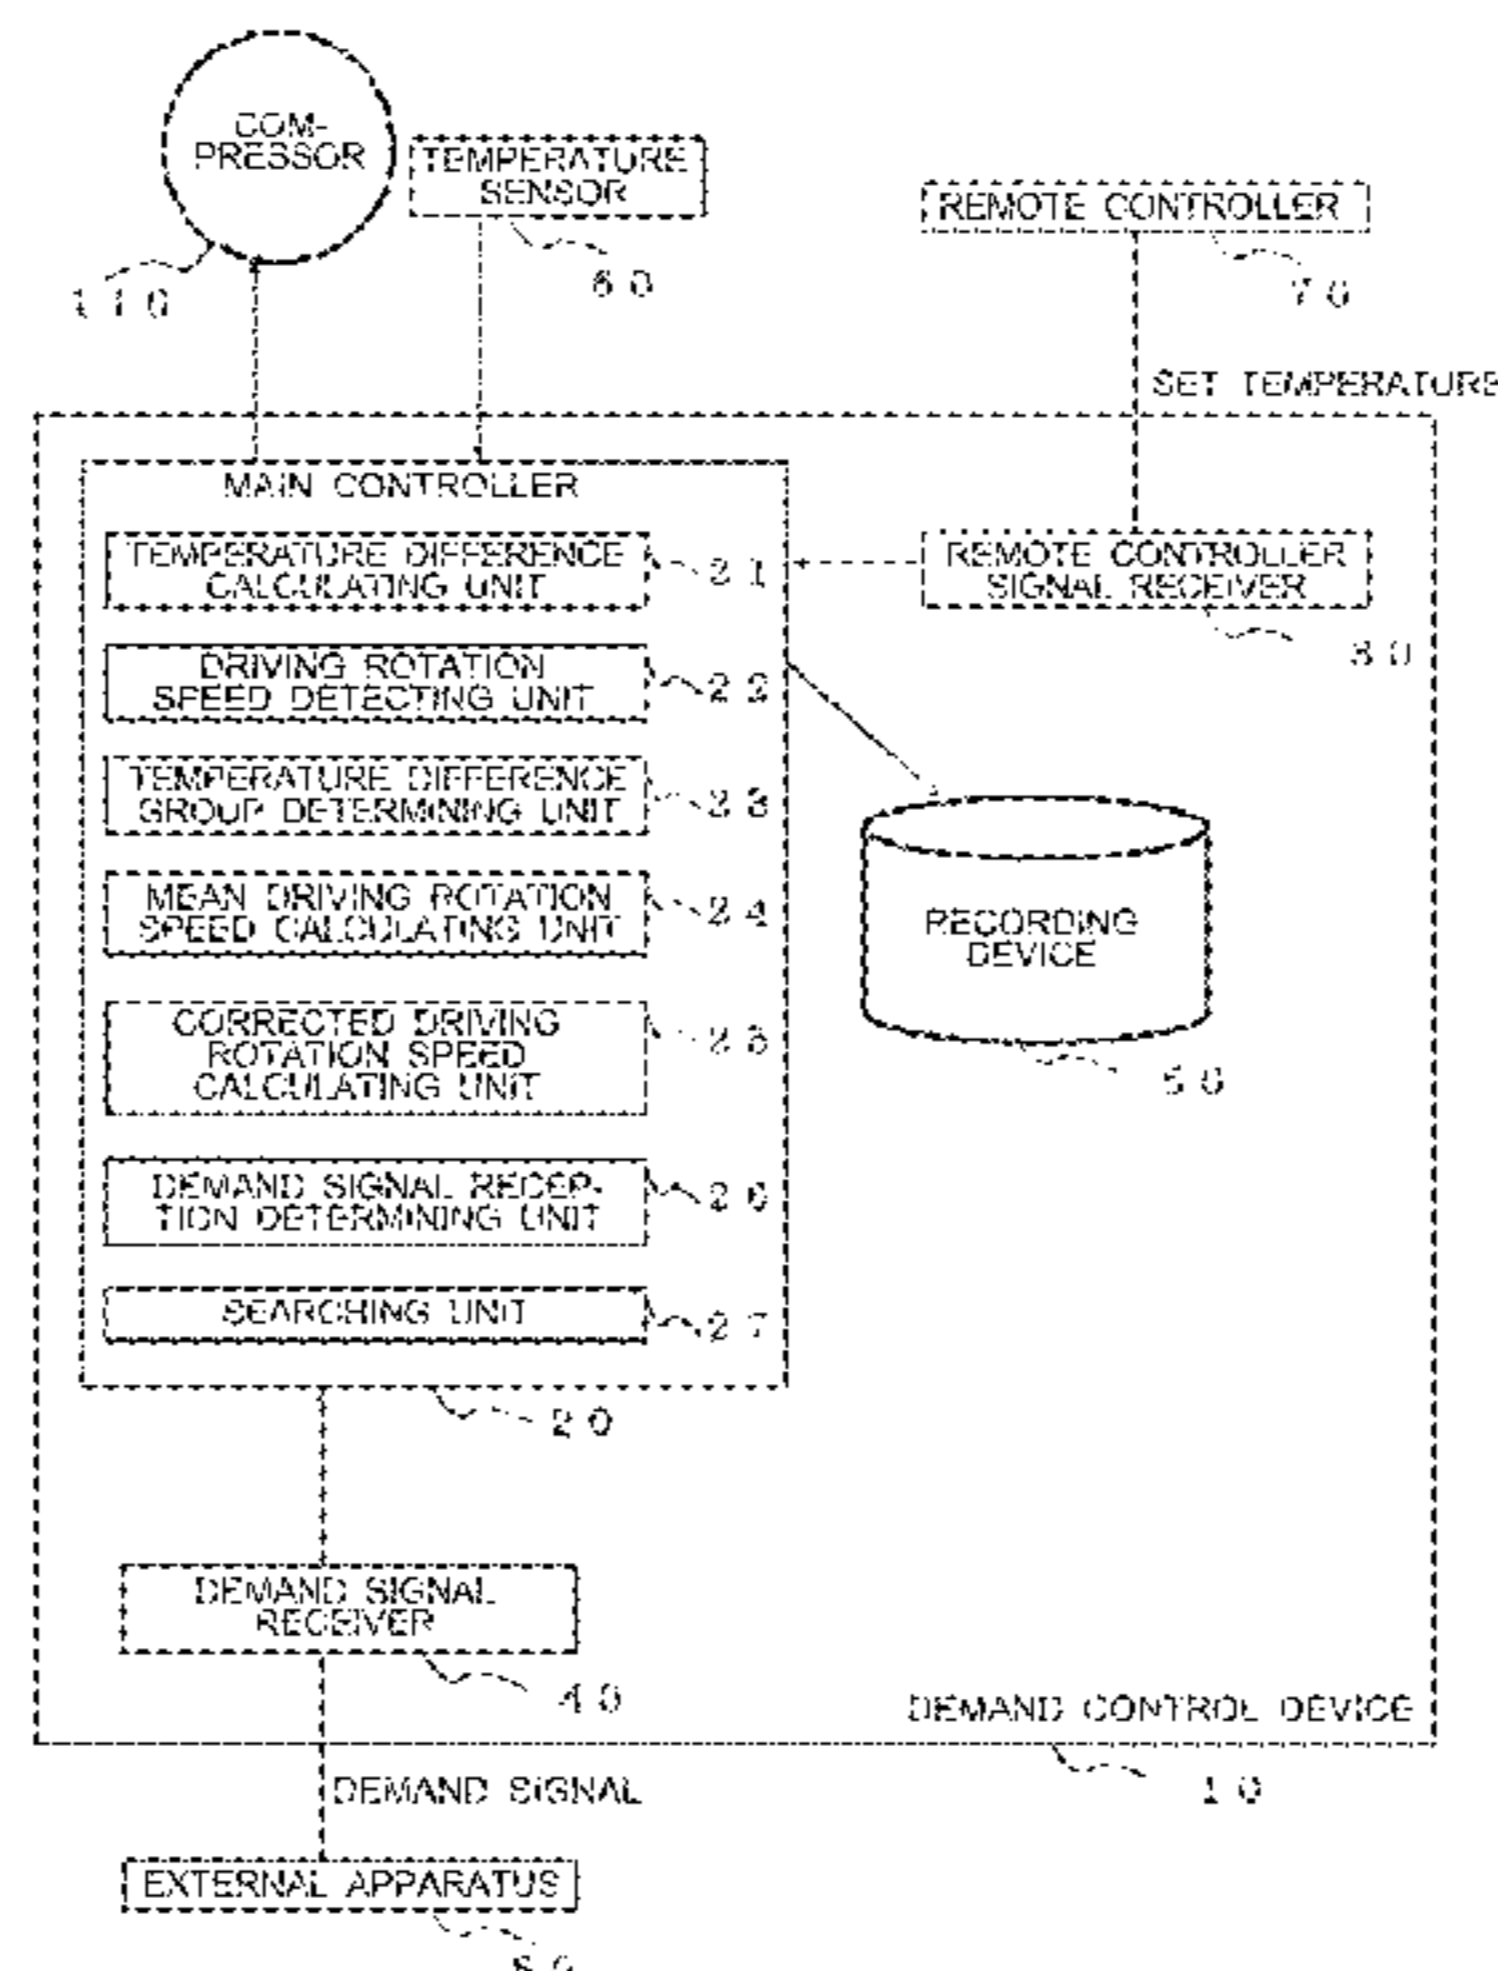 COM-
PRESSOR
TEMPERATURE
SENSOR
REMOTE CONTROLLER
110
60
70
SET TEMPERATURE
MAIN CONTROLLER
TEMPERATURE DIFFERENCE
CALCULATING UNIT
21
REMOTE CONTROLLER
SIGNAL RECEIVER
30
DRIVING ROTATION
SPEED DETECTING UNIT
22
TEMPERATURE DIFFERENCE
GROUP DETERMINING UNIT
23
MEAN DRIVING ROTATION
SPEED CALCULATING UNIT
24
RECORDING
DEVICE
50
CORRECTED DRIVING
ROTATION SPEED
CALCULATING UNIT
25
DEMAND SIGNAL RECEP-
TION DETERMINING UNIT
26
SEARCHING UNIT
27
20
DEMAND SIGNAL
RECEIVER
40
DEMAND CONTROL DEVICE
10
DEMAND SIGNAL
EXTERNAL APPARATUS